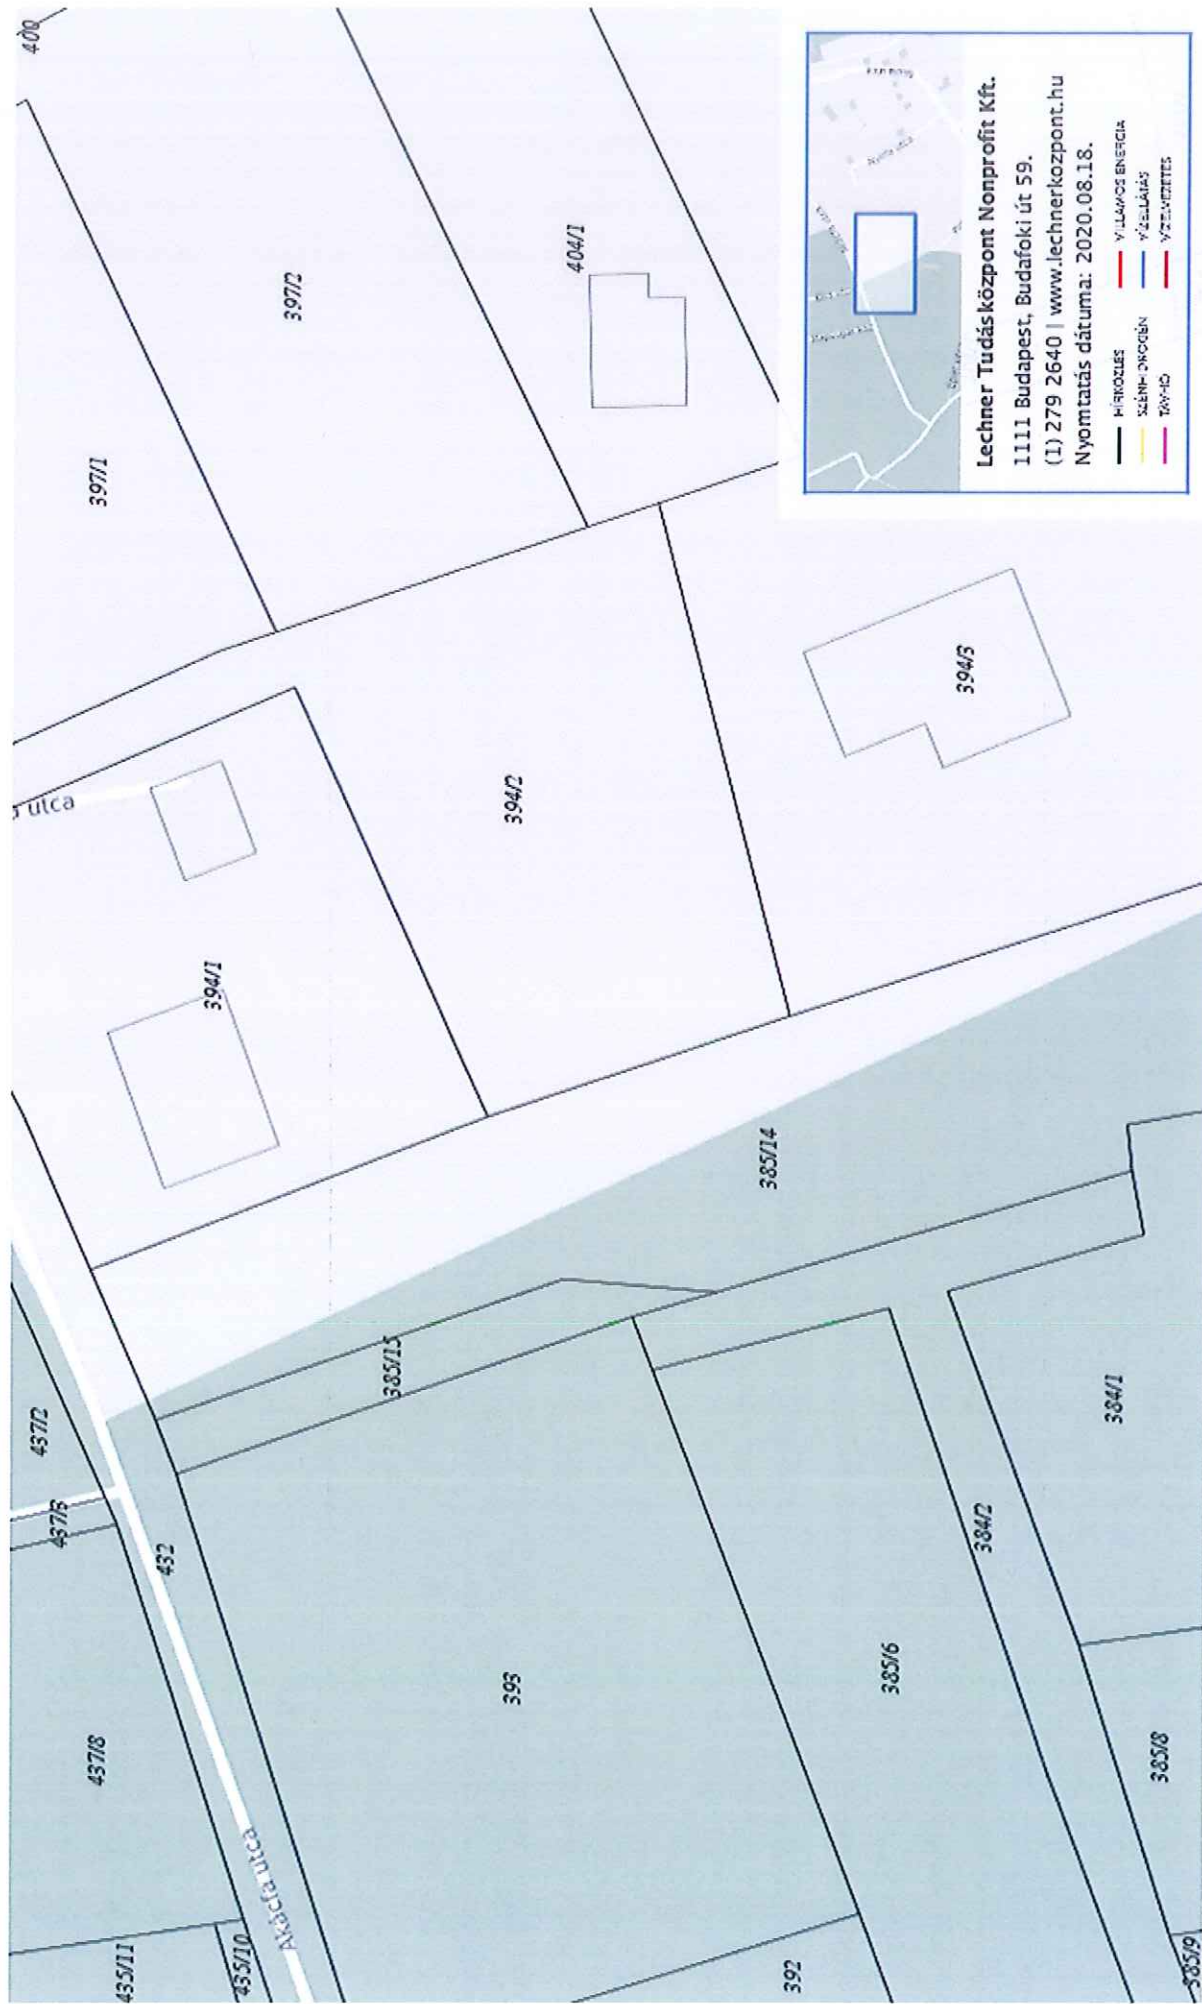 435/11
437/8
437/3
437/2
400
435/10
Akácfa utca
432
394/1
utca
397/1
397/2
385/15
393
394/2
404/1
392
385/6
384/2
385/14
394/3
385/9
385/8
384/1
Lechner Tudásközpont Nonprofit Kft.
1111 Budapest, Budafoki út 59.
(1) 279 2640 | www.lechnerkozpont.hu
Nyomtatás dátuma: 2020.08.18.
HÍRKÖZLÉS
VILLAMOS ENERGIA
SZÉNHIDROGÉN
VÍZELLÁTÁS
TÁVHŐ
VÍZELVEZETÉS